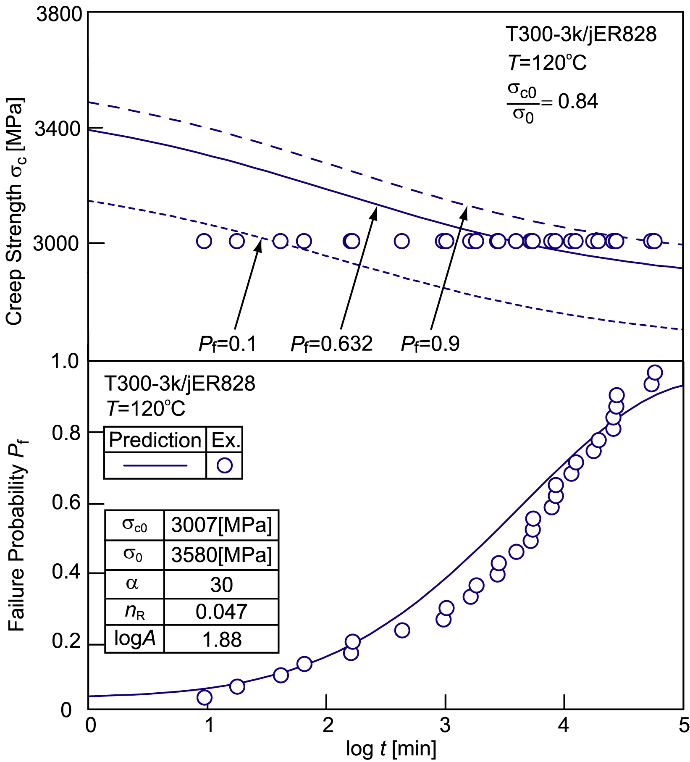 3800
3400
3000
Creep Strength σc [MPa]
T300-3k/jER828
T=120°C
σc0/σ0 = 0.84
Pf=0.1
Pf=0.632
Pf=0.9
1.0
0.8
0.6
0.4
0.2
0
Failure Probability Pf
T300-3k/jER828
T=120°C
Prediction Ex.
σc0 3007[MPa]
σ0 3580[MPa]
α 30
nR 0.047
logA 1.88
0 1 2 3 4 5
log t [min]